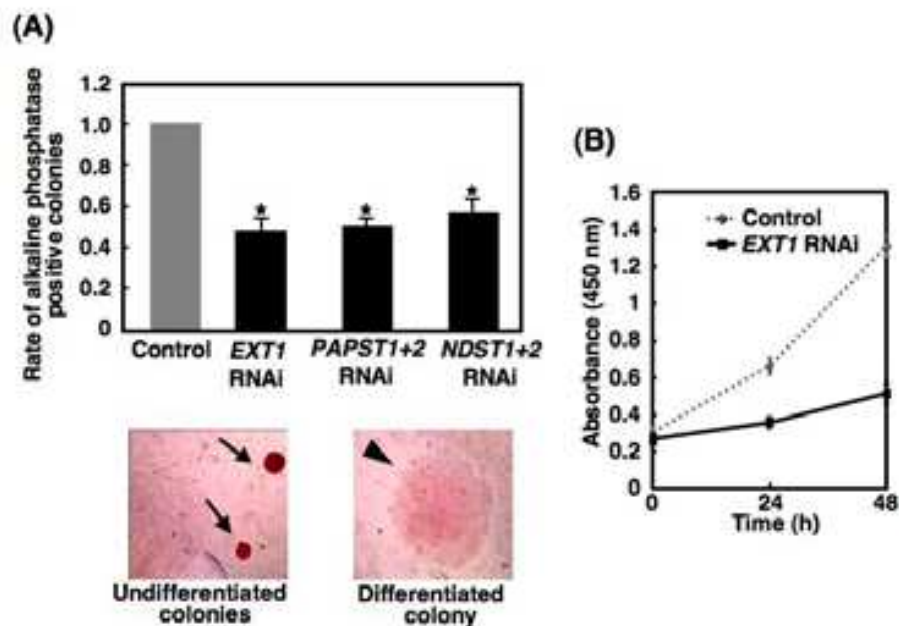 (A)
Rate of alkaline phosphatase
positive colonies
1.2
1.0
0.8
0.6
0.4
0.2
0
*
*
*
Control
EXT1
RNAi
PAPST1+2
RNAi
NDST1+2
RNAi
Undifferentiated
colonies
Differentiated
colony
(B)
Absorbance (450 nm)
1.6
1.4
1.2
1
0.8
0.6
0.4
0.2
0
Control
EXT1 RNAi
0
24
48
Time (h)